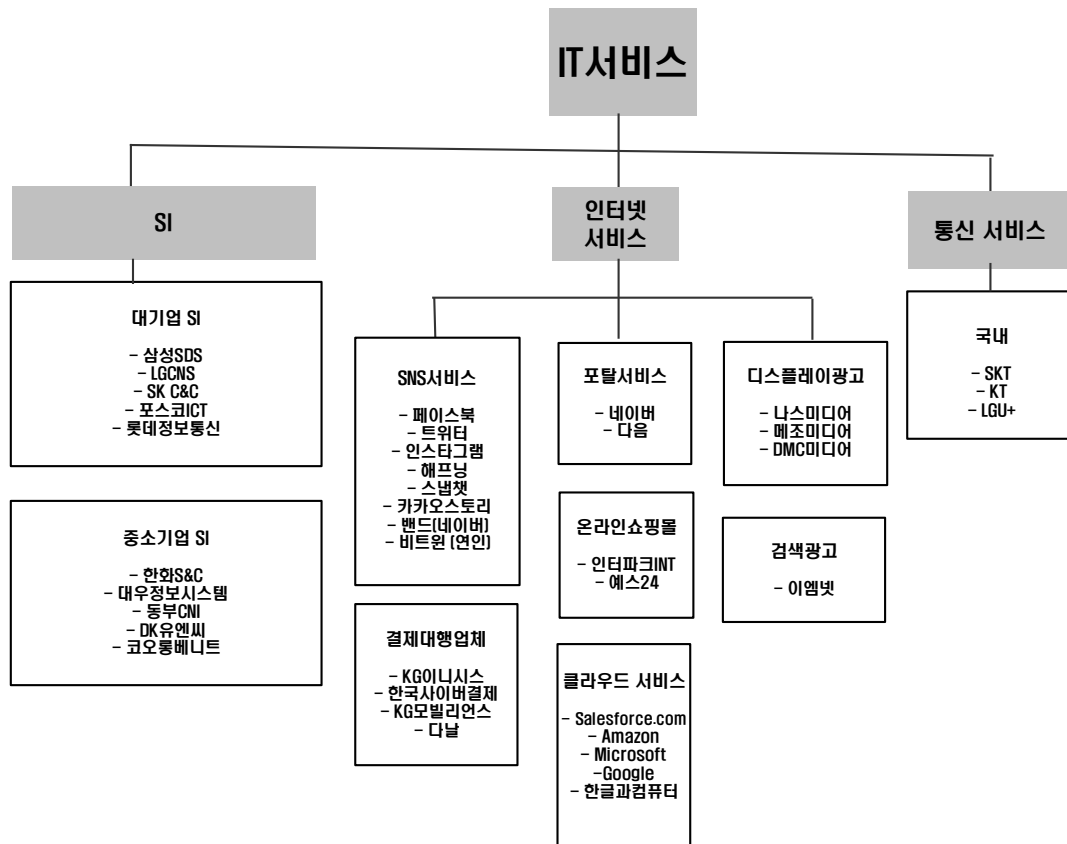 IT서비스
SI
인터넷
서비스
통신 서비스
대기업 SI
- 삼성SDS
- LGCNS
- SK C&C
- 포스코ICT
- 롯데정보통신
중소기업 SI
- 한화S&C
- 대우정보시스템
- 동부CNI
- DK유엔씨
- 코오롱베니트
SNS서비스
- 페이스북
- 트위터
- 인스타그램
- 해프닝
- 스냅챗
- 카카오스토리
- 밴드(네이버)
- 비트윈 (연인)
결제대행업체
- KG이니시스
- 한국사이버결제
- KG모빌리언스
- 다날
포탈서비스
- 네이버
- 다음
온라인쇼핑몰
- 인터파크INT
- 예스24
클라우드 서비스
- Salesforce.com
- Amazon
- Microsoft
-Google
- 한글과컴퓨터
디스플레이광고
- 나스미디어
- 메조미디어
- DMC미디어
검색광고
- 이엠넷
국내
- SKT
- KT
- LGU+